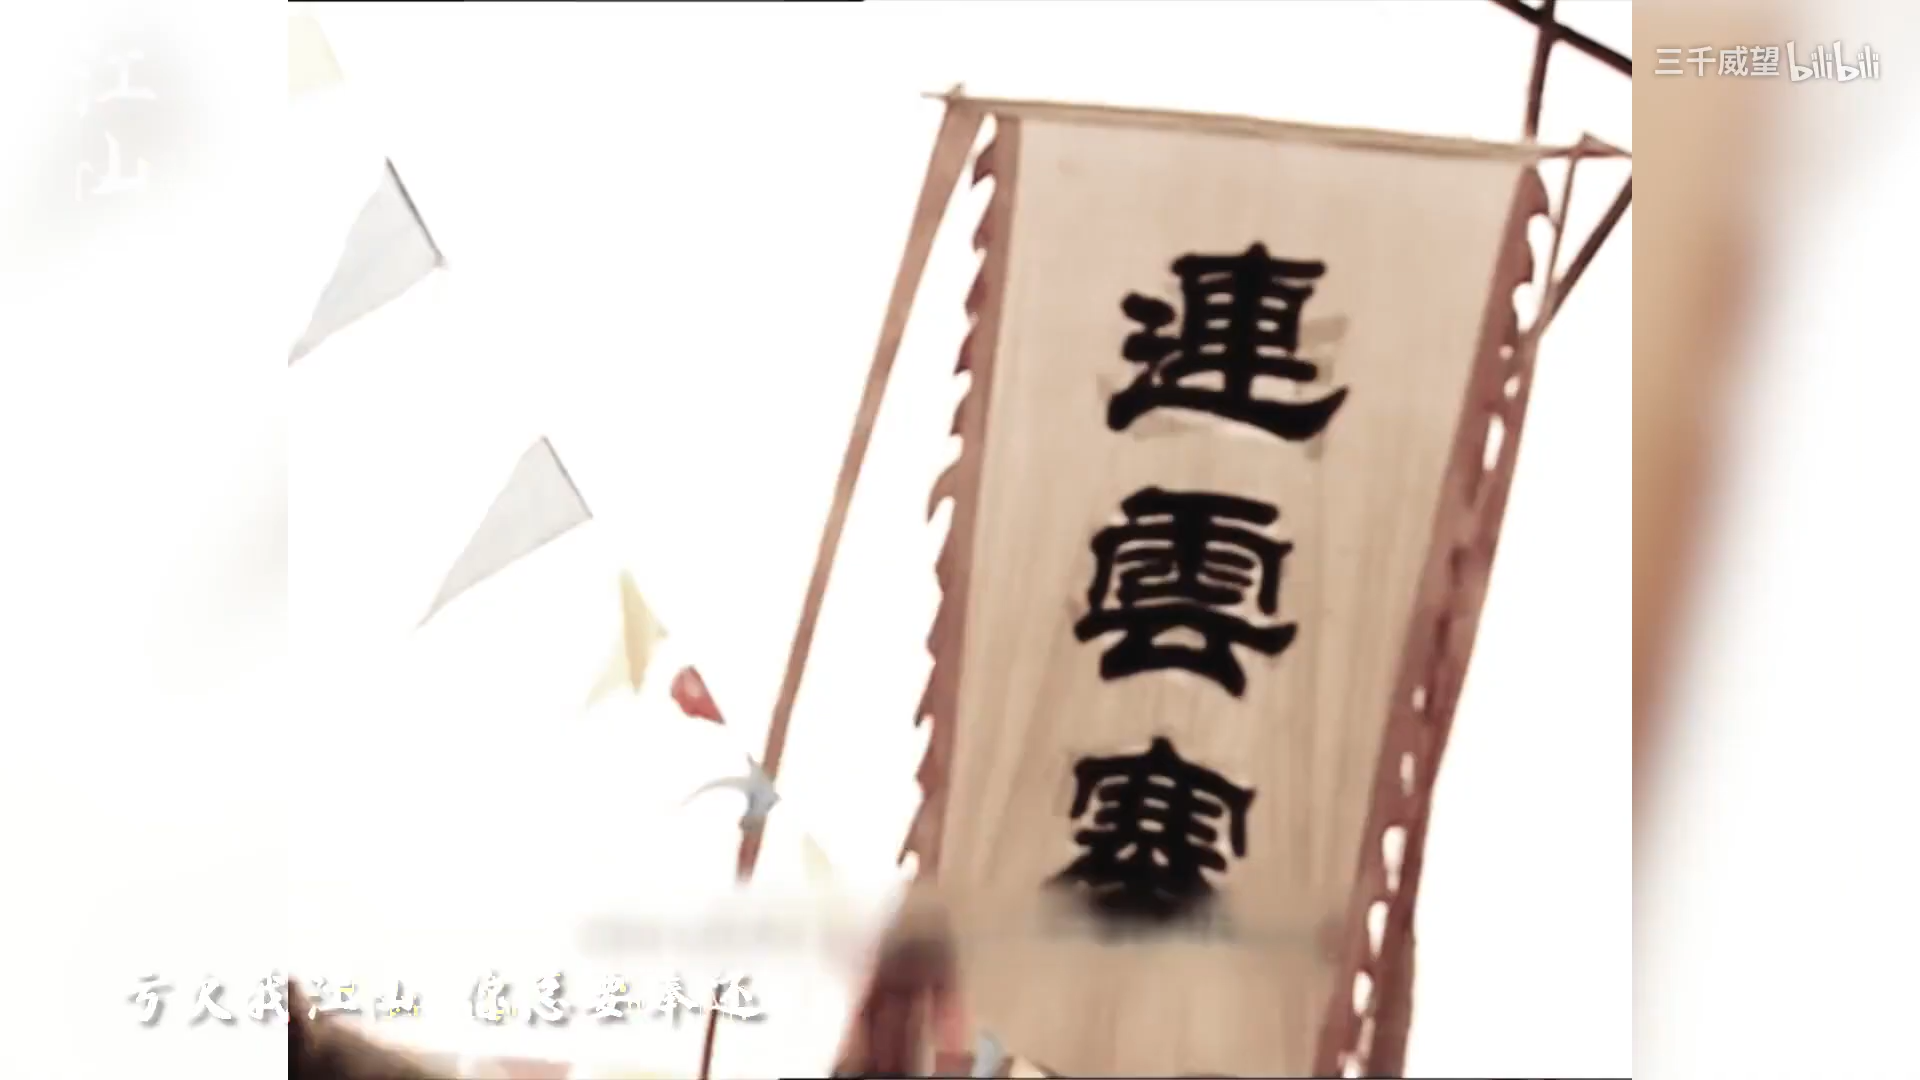 江山
三千威望 bilibili
連
雲
寨
亏欠我江山 你总要奉还